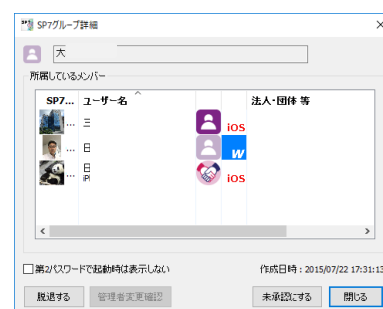 SP7グループ詳細
大
所属しているメンバー
SP7... ユーザー名 法人・団体 等
... 三 iOS
... 日 w
... 日 iOS
iP
第2パスワードで起動時は表示しない 作成日時：2015/07/22 17:31:13
脱退する 管理者変更確認 未承認にする 閉じる